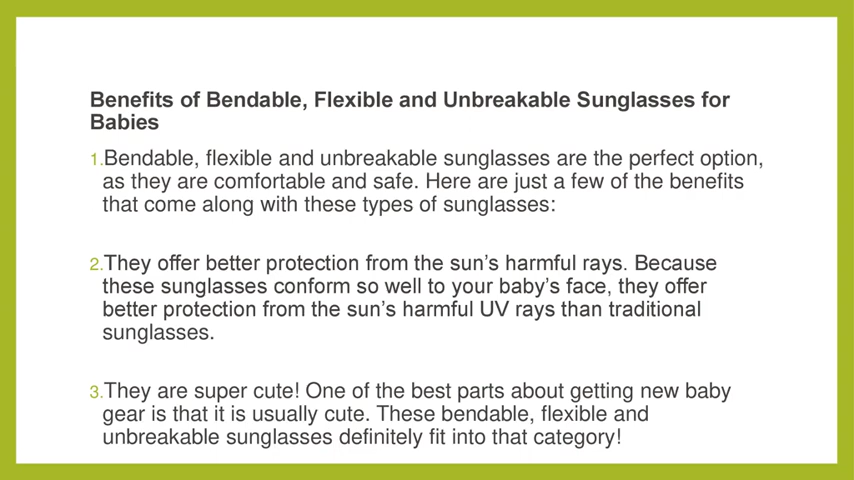 Benefits of Bendable, Flexible and Unbreakable Sunglasses for
Babies
1.Bendable, flexible and unbreakable sunglasses are the perfect option,
as they are comfortable and safe. Here are just a few of the benefits
that come along with these types of sunglasses:
2.They offer better protection from the sun’s harmful rays. Because
these sunglasses conform so well to your baby’s face, they offer
better protection from the sun’s harmful UV rays than traditional
sunglasses.
3.They are super cute! One of the best parts about getting new baby
gear is that it is usually cute. These bendable, flexible and
unbreakable sunglasses definitely fit into that category!